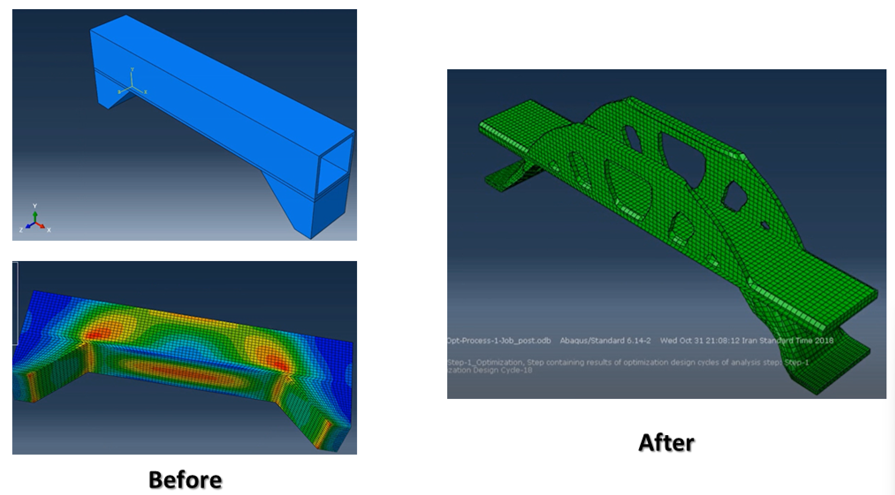 Y
Z
X
Opt-Process-1-Job_post.odb Abaqus/Standard 6.14-2 Wed Oct 31 21:08:12 Iran Standard Time 2018
Step-1_Optimization, Step containing results of optimization design cycles of analysis step: Step-1
ization Design Cycle-18
After
Before